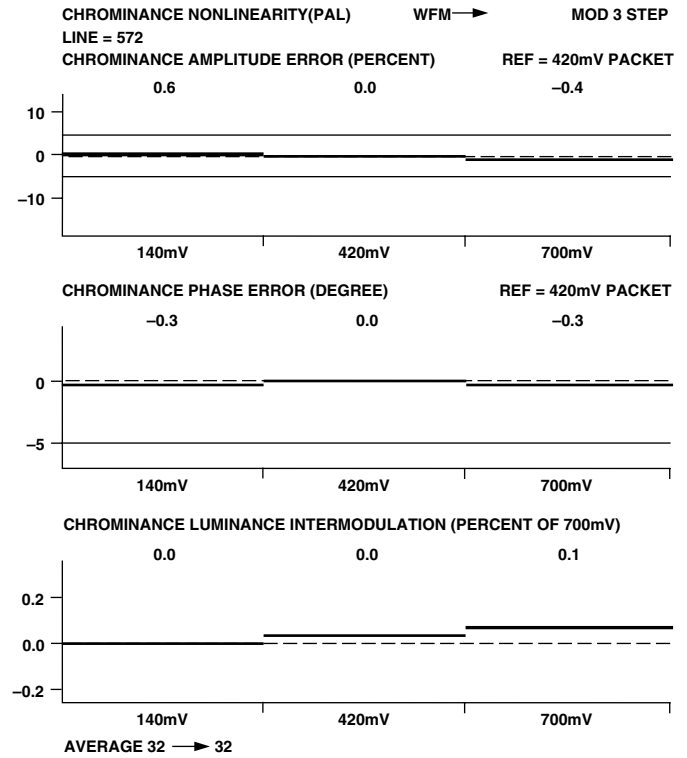 CHROMINANCE NONLINEARITY(PAL) WFM MOD 3 STEP
LINE = 572
CHROMINANCE AMPLITUDE ERROR (PERCENT) REF = 420mV PACKET
0.6 0.0 –0.4
10
0
–10
140mV 420mV 700mV
CHROMINANCE PHASE ERROR (DEGREE) REF = 420mV PACKET
–0.3 0.0 –0.3
0
–5
140mV 420mV 700mV
CHROMINANCE LUMINANCE INTERMODULATION (PERCENT OF 700mV)
0.0 0.0 0.1
0.2
0.0
–0.2
140mV 420mV 700mV
AVERAGE 32 32